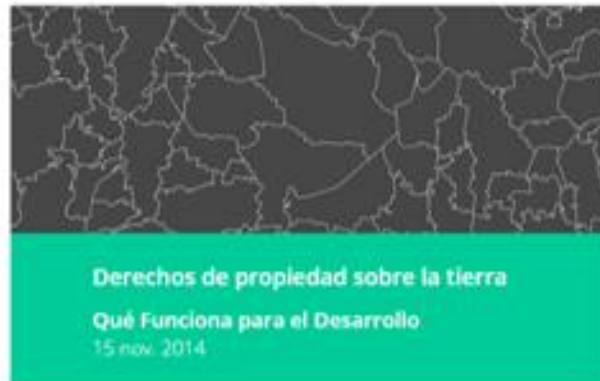 Derechos de propiedad sobre la tierra
Qué Funciona para el Desarrollo
15 nov. 2014